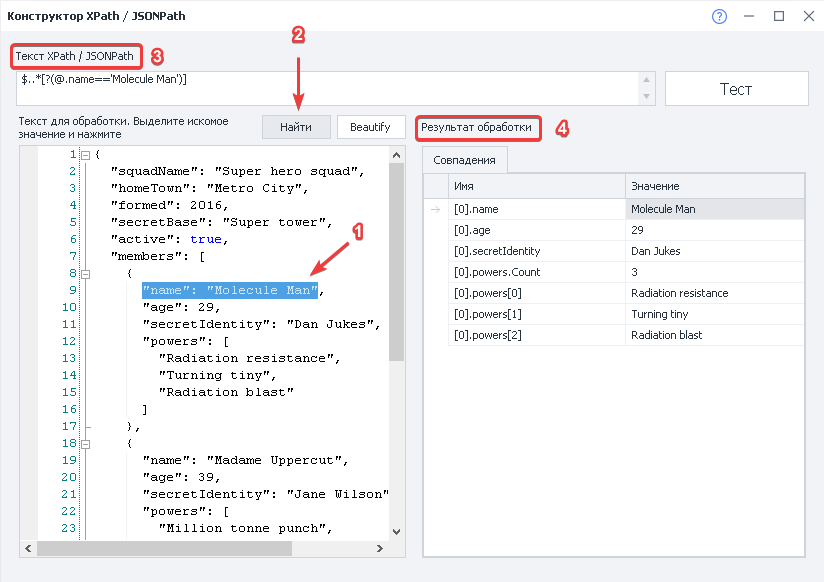 Конструктор XPath / JSONPath
?
2
Текст XPath / JSONPath
3
$..*[?(@.name=='Molecule Man')]
Тест
Текст для обработки. Выделите искомое
значение и нажмите
Найти
Beautify
Результат обработки
4
1 {
2 "squadName": "Super hero squad",
3 "homeTown": "Metro City",
4 "formed": 2016,
5 "secretBase": "Super tower",
6 "active": true,
7 "members": [
8 {
9 "name": "Molecule Man",
10 "age": 29,
11 "secretIdentity": "Dan Jukes",
12 "powers": [
13 "Radiation resistance",
14 "Turning tiny",
15 "Radiation blast"
16 ]
17 },
18 {
19 "name": "Madame Uppercut",
20 "age": 39,
21 "secretIdentity": "Jane Wilson"
22 "powers": [
23 "Million tonne punch",
1
Совпадения
Имя Значение
[0].name Molecule Man
[0].age 29
[0].secretIdentity Dan Jukes
[0].powers.Count 3
[0].powers[0] Radiation resistance
[0].powers[1] Turning tiny
[0].powers[2] Radiation blast